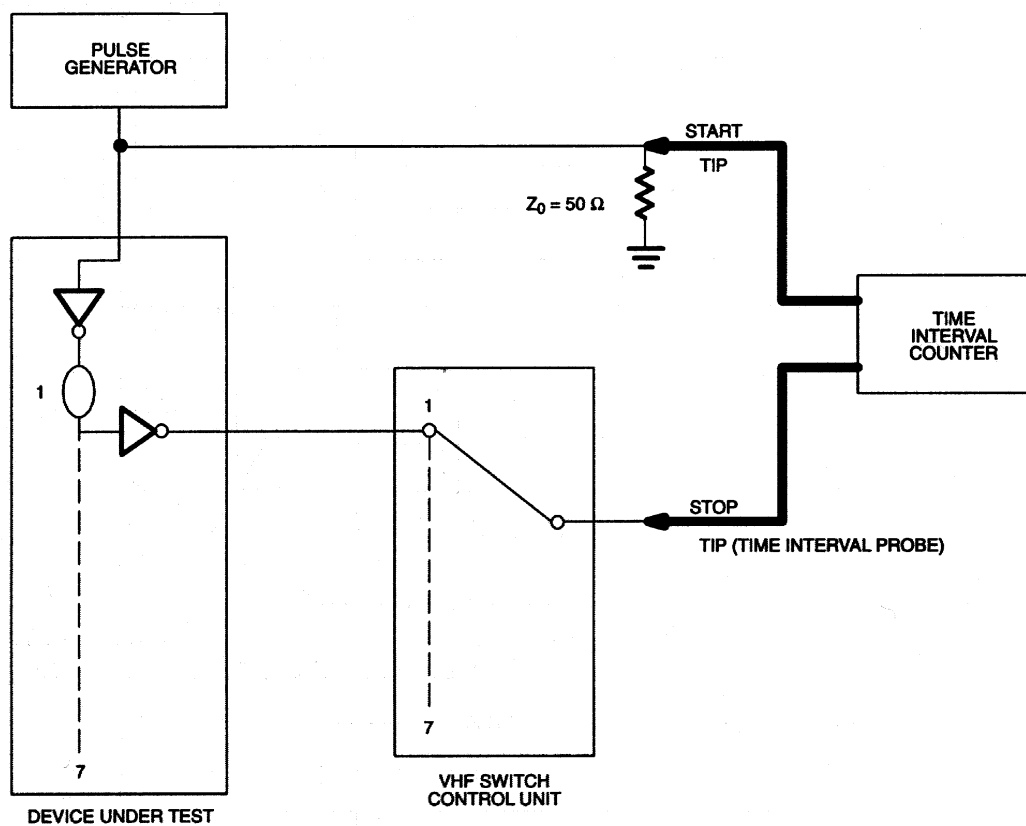 PULSE
GENERATOR
START
TIP
Z0 = 50 Ω
TIME
INTERVAL
COUNTER
1
1
STOP
TIP (TIME INTERVAL PROBE)
7
7
VHF SWITCH
CONTROL UNIT
DEVICE UNDER TEST